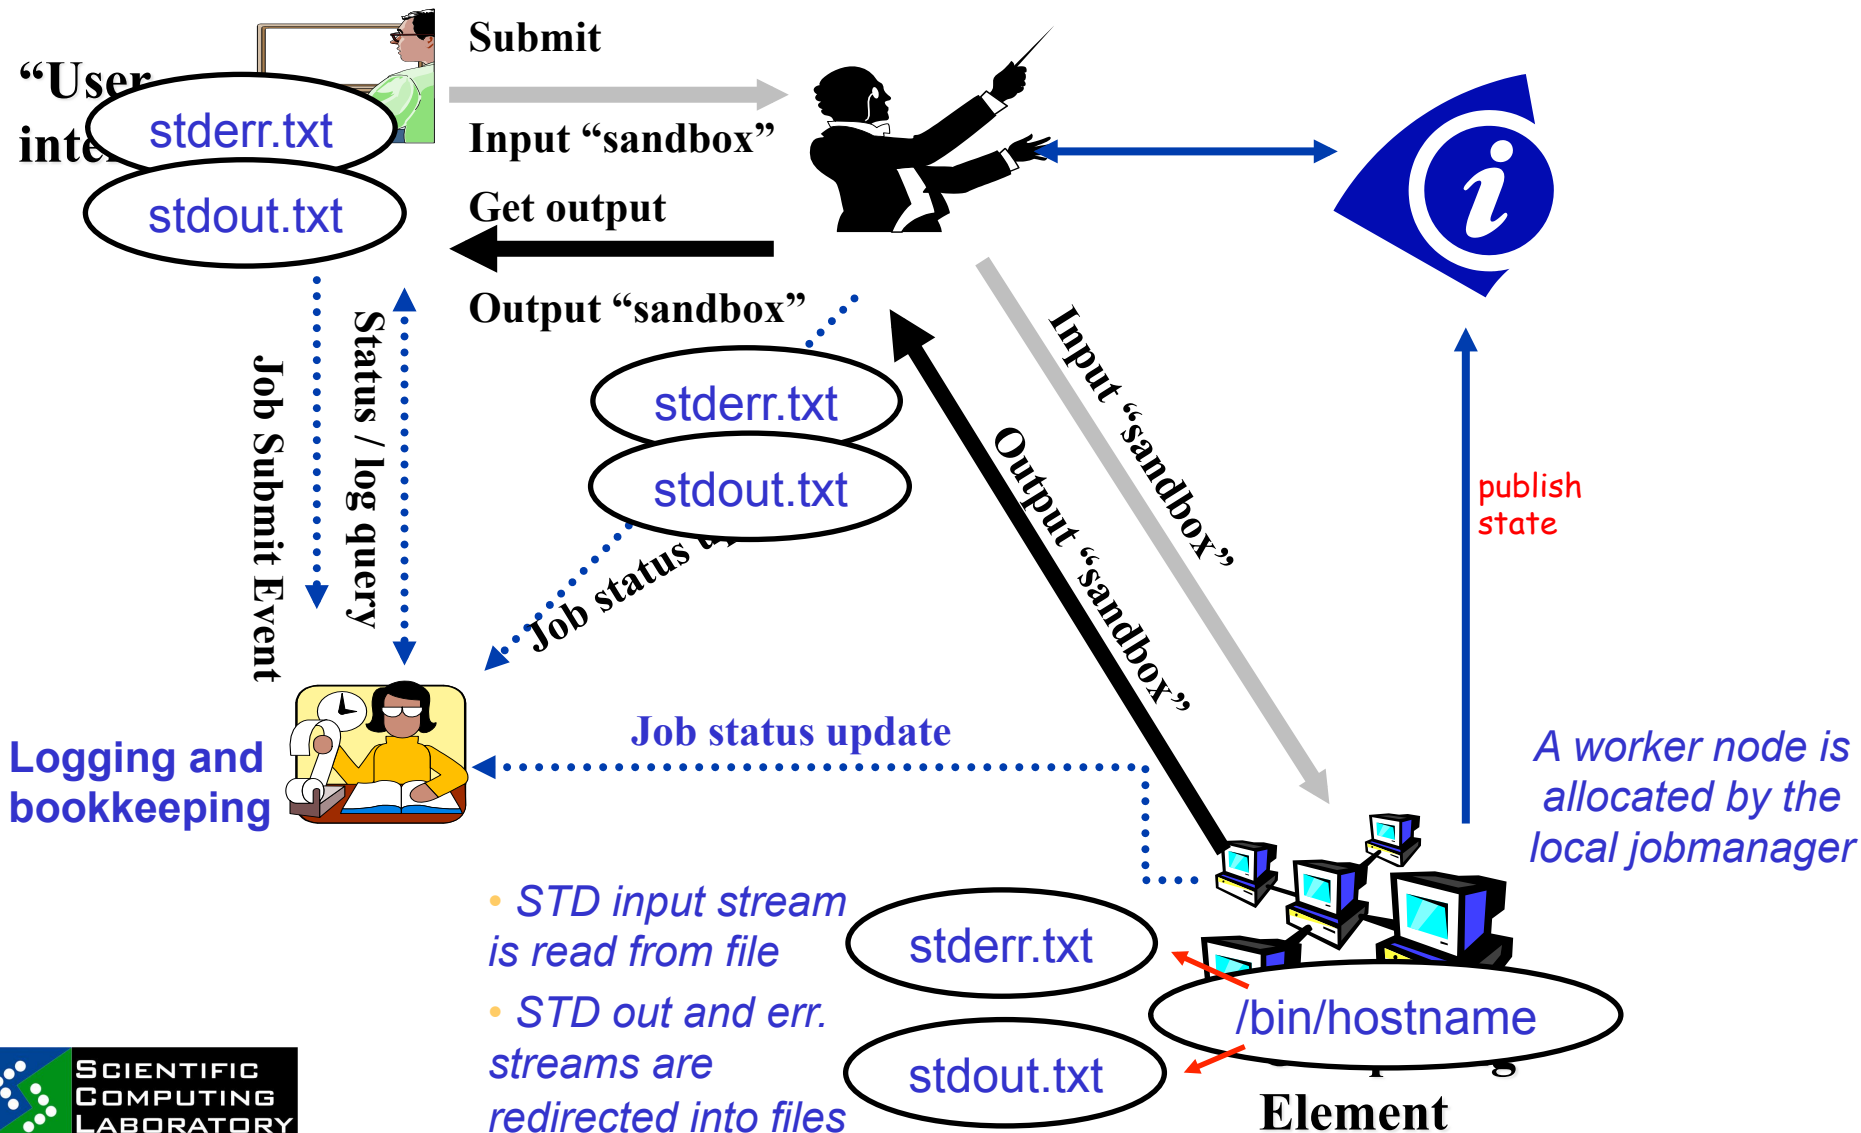 Submit
“User
stderr.txt
Input “sandbox”
stdout.txt
Get output
Output “sandbox”
Job Submit Event
Status / log query
stderr.txt
stdout.txt
Job status
Input “sandbox”
Output “sandbox”
publish
state
Job status update
Logging and
bookkeeping
A worker node is
allocated by the
local jobmanager
• STD input stream
is read from file
• STD out and err.
streams are
redirected into files
stderr.txt
stdout.txt
/bin/hostname
Element
SCIENTIFIC
COMPUTING
LABORATORY